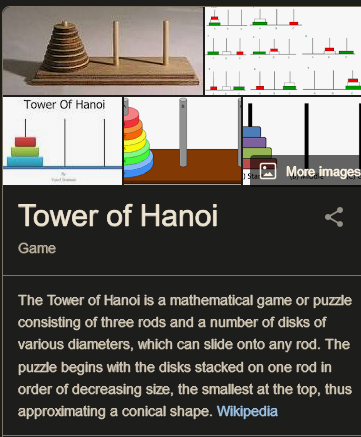 Tower Of Hanoi
More images
Tower of Hanoi
Game
The Tower of Hanoi is a mathematical game or puzzle
consisting of three rods and a number of disks of
various diameters, which can slide onto any rod. The
puzzle begins with the disks stacked on one rod in
order of decreasing size, the smallest at the top, thus
approximating a conical shape. Wikipedia